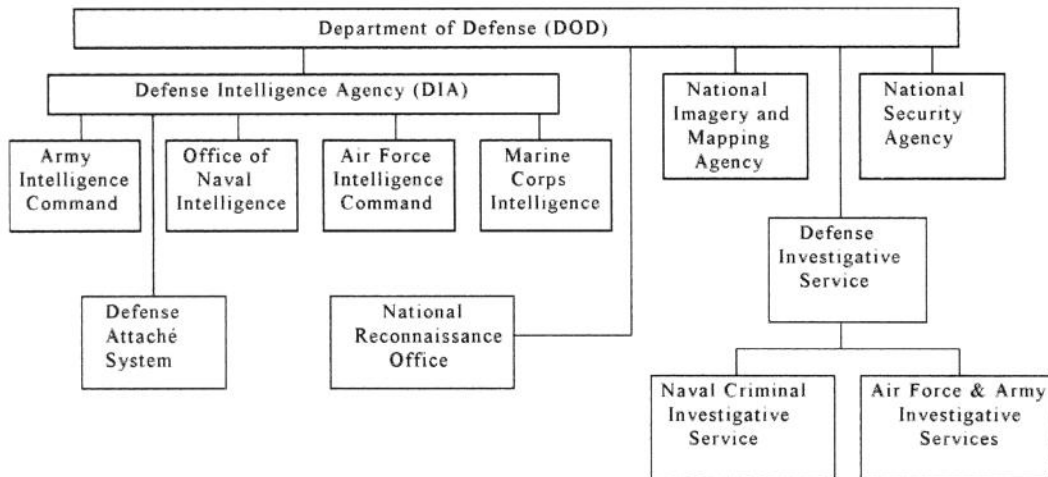 Department of Defense (DOD)
Defense Intelligence Agency (DIA)
National
Imagery and
Mapping
Agency
National
Security
Agency
Army
Intelligence
Command
Office of
Naval
Intelligence
Air Force
Intelligence
Command
Marine
Corps
Intelligence
Defense
Investigative
Service
Defense
Attaché
System
National
Reconnaissance
Office
Naval Criminal
Investigative
Service
Air Force & Army
Investigative
Services